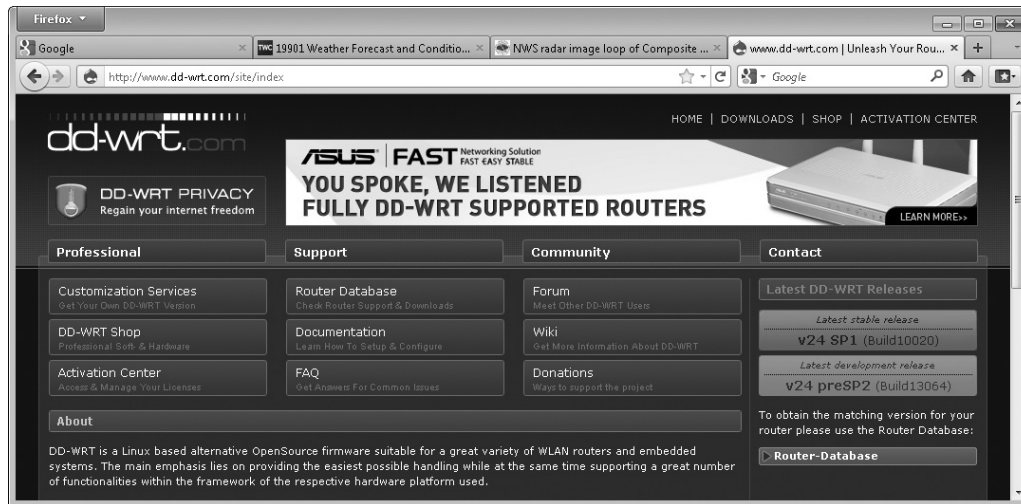 Firefox
Google
TWC 19901 Weather Forecast and Conditio...
NWS radar image loop of Composite ...
www.dd-wrt.com | Unleash Your Rou...
http://www.dd-wrt.com/site/index
Google
dd-wrt.com
HOME | DOWNLOADS | SHOP | ACTIVATION CENTER
DD-WRT PRIVACY
Regain your internet freedom
ASUS FAST Networking Solution
FAST EASY STABLE
YOU SPOKE, WE LISTENED
FULLY DD-WRT SUPPORTED ROUTERS
LEARN MORE>>
Professional
Support
Community
Contact
Customization Services
Get Your Own DD-WRT Version
Router Database
Check Router Support & Downloads
Forum
Meet Other DD-WRT Users
Latest DD-WRT Releases
DD-WRT Shop
Professional Soft- & Hardware
Documentation
Learn How To Setup & Configure
Wiki
Get More Information About DD-WRT
Latest stable release
v24 SP1 (Build10020)
Activation Center
Access & Manage Your Licenses
FAQ
Get Answers For Common Issues
Donations
Ways to support the project
Latest development release
v24 preSP2 (Build13064)
About
DD-WRT is a Linux based alternative OpenSource firmware suitable for a great variety of WLAN routers and embedded
systems. The main emphasis lies on providing the easiest possible handling while at the same time supporting a great number
of functionalities within the framework of the respective hardware platform used.
To obtain the matching version for your
router please use the Router Database:
Router-Database